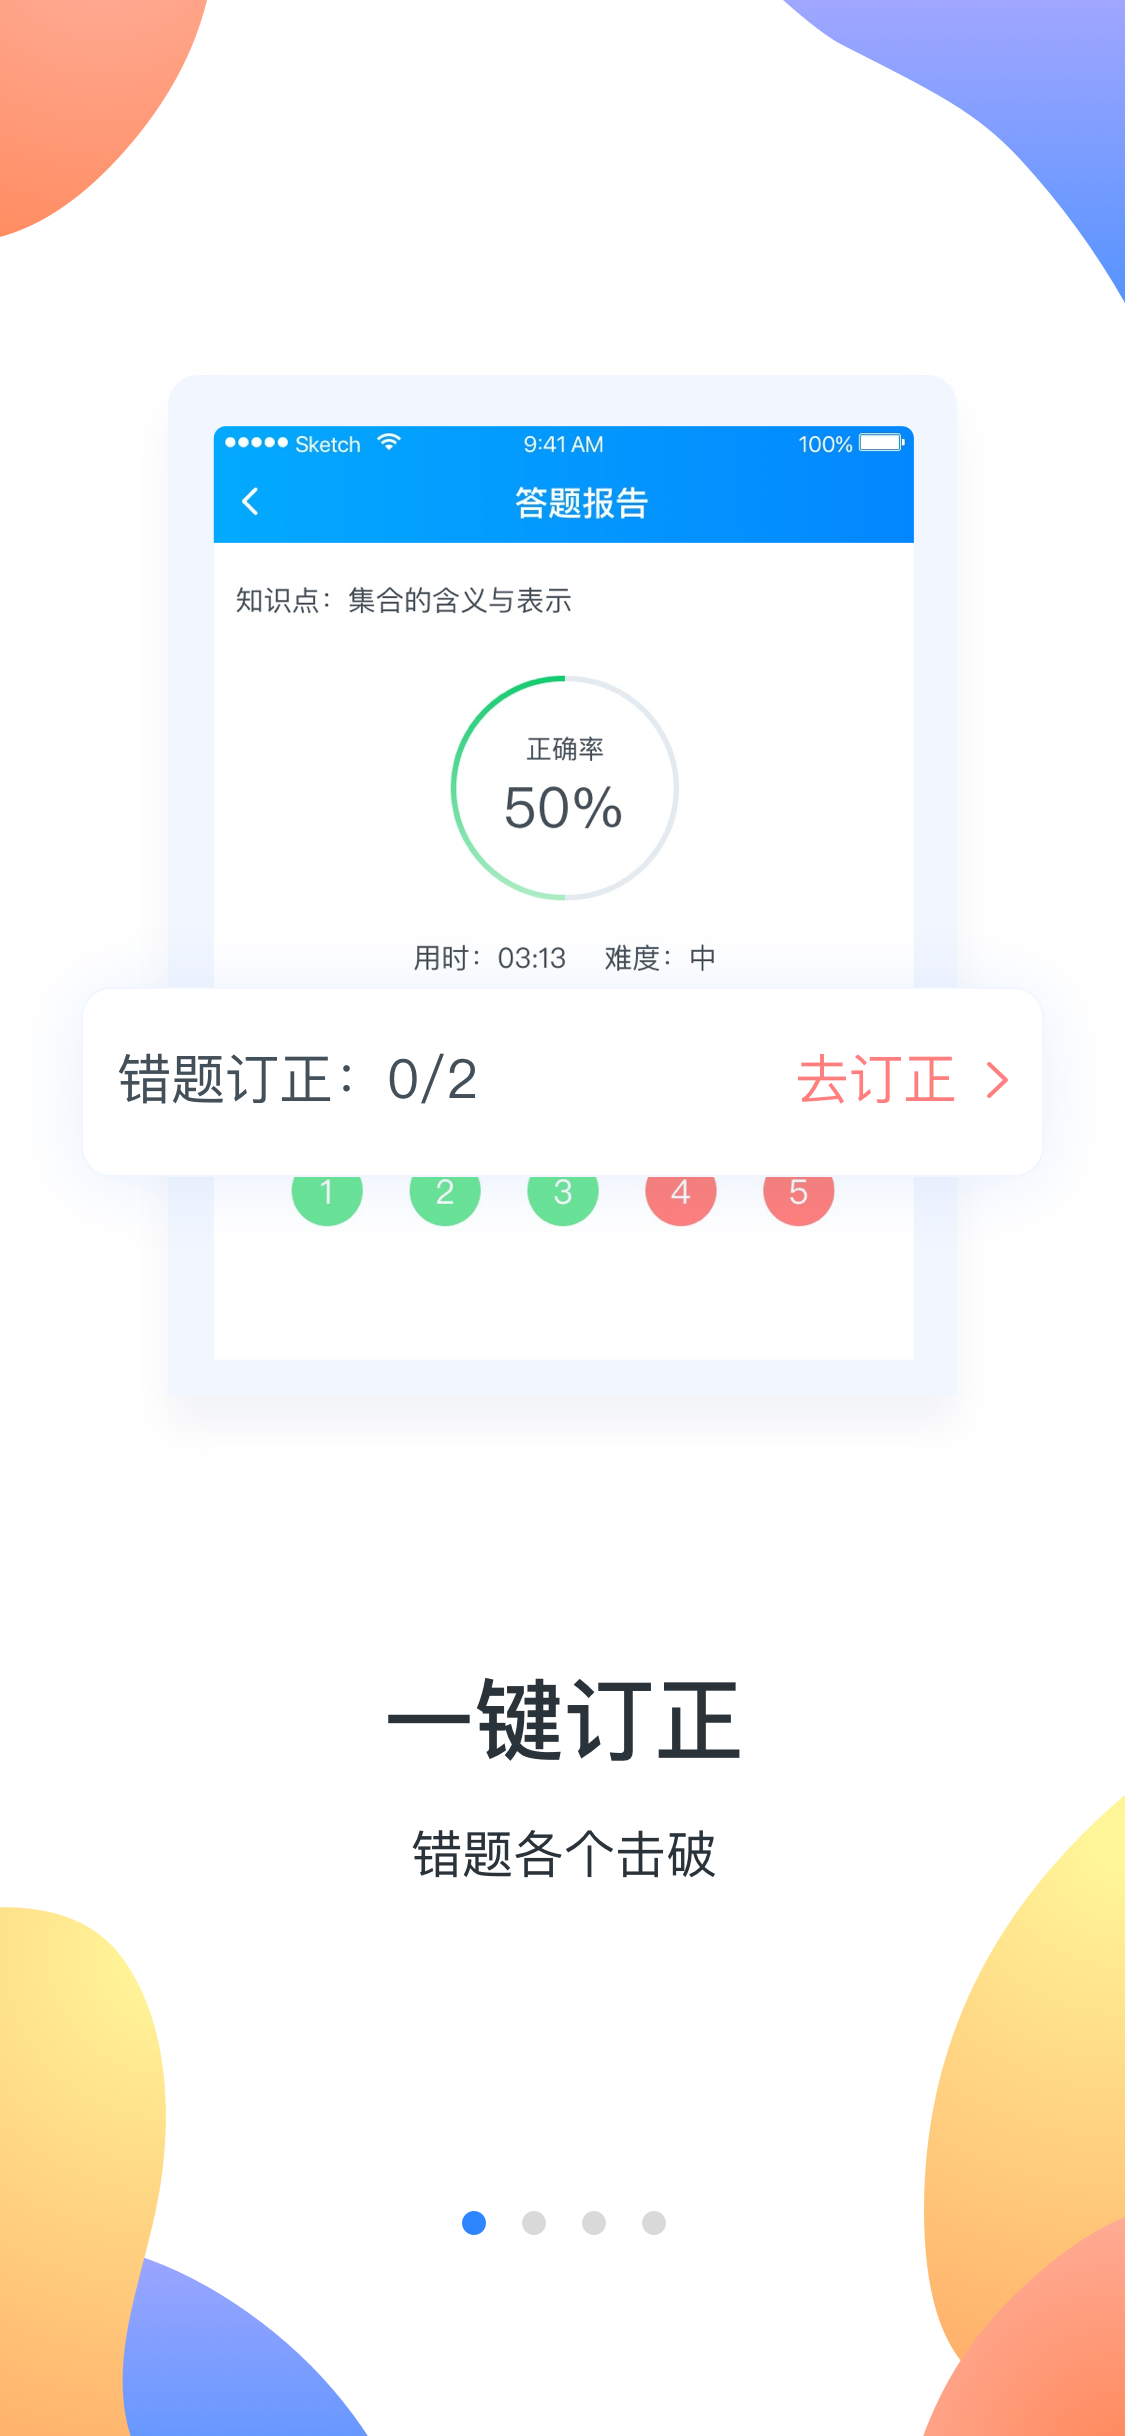 Sketch 9:41 AM 100%
答题报告
知识点：集合的含义与表示
正确率
50%
用时：03:13 难度：中
错题订正：0/2 去订正
1 2 3 4 5
一键订正
错题各个击破